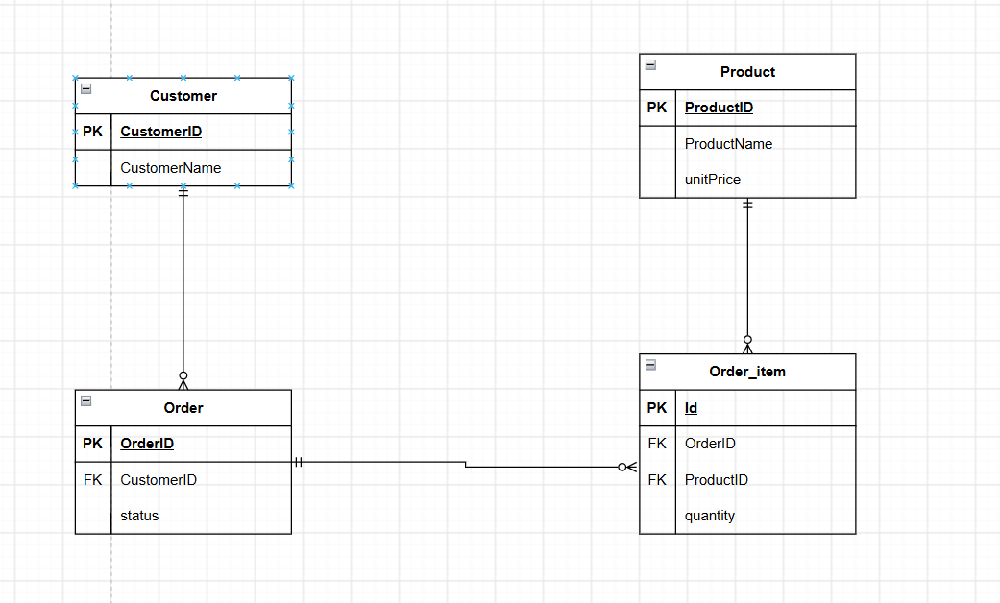 Customer
PK CustomerID
CustomerName
Product
PK ProductID
ProductName
unitPrice
Order
PK OrderID
FK CustomerID
status
Order_item
PK Id
FK OrderID
FK ProductID
quantity